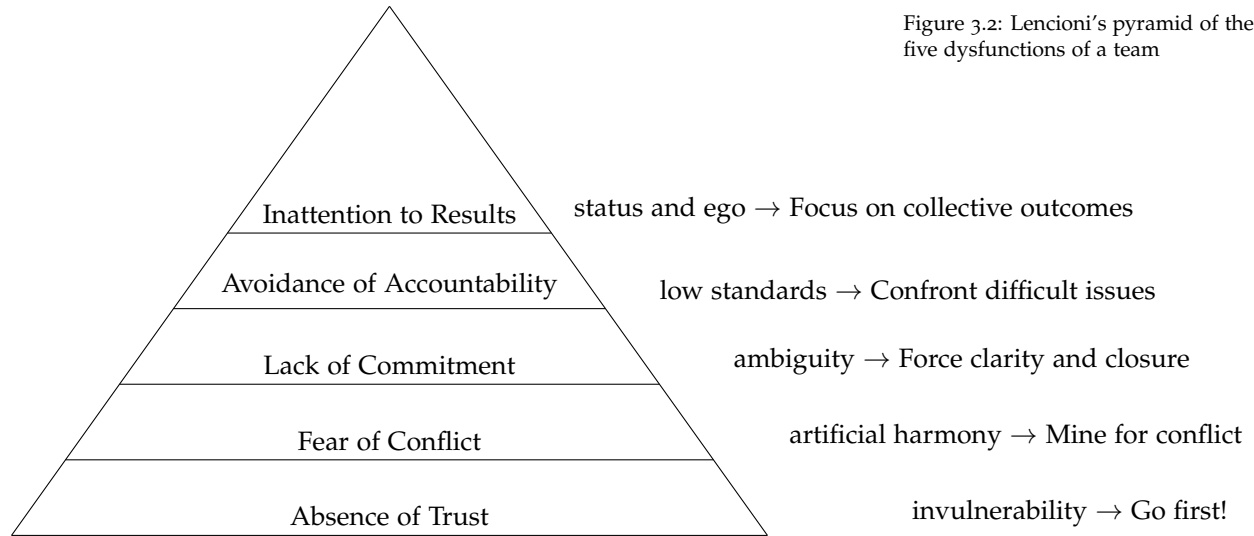 Figure 3.2: Lencioni's pyramid of the
five dysfunctions of a team
Inattention to Results
status and ego → Focus on collective outcomes
Avoidance of Accountability
low standards → Confront difficult issues
Lack of Commitment
ambiguity → Force clarity and closure
Fear of Conflict
artificial harmony → Mine for conflict
Absence of Trust
invulnerability → Go first!